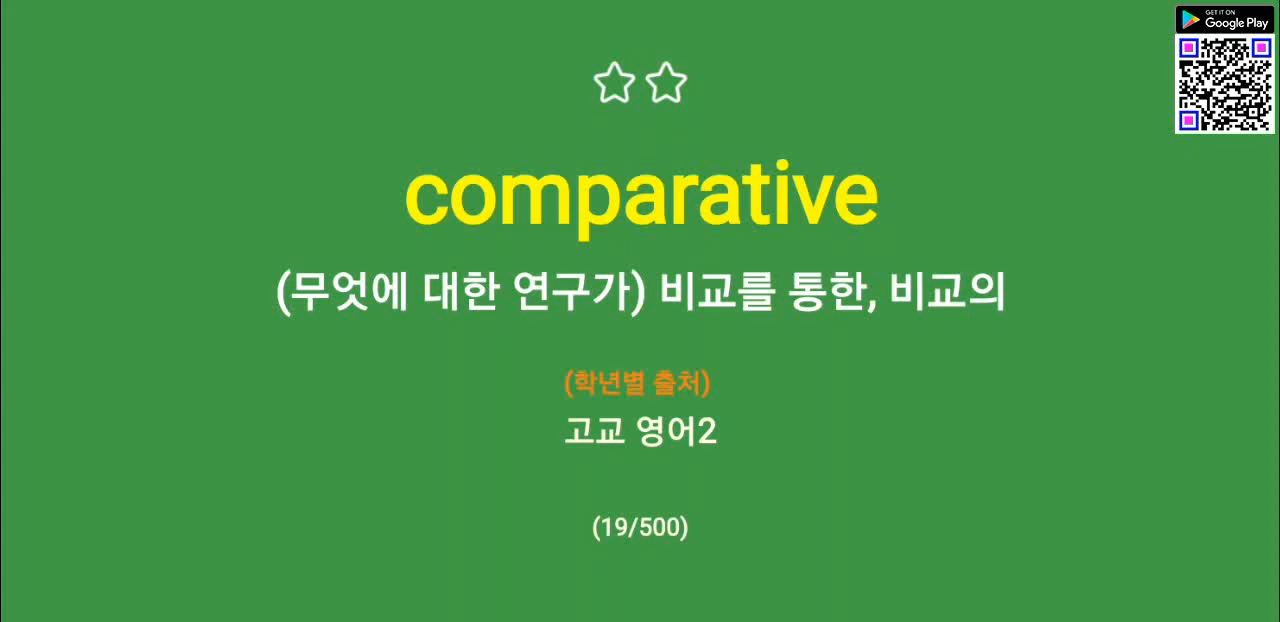 GET IT ON
Google Play
comparative
(무엇에 대한 연구가) 비교를 통한, 비교의
(학년별 출처)
고교 영어2
(19/500)